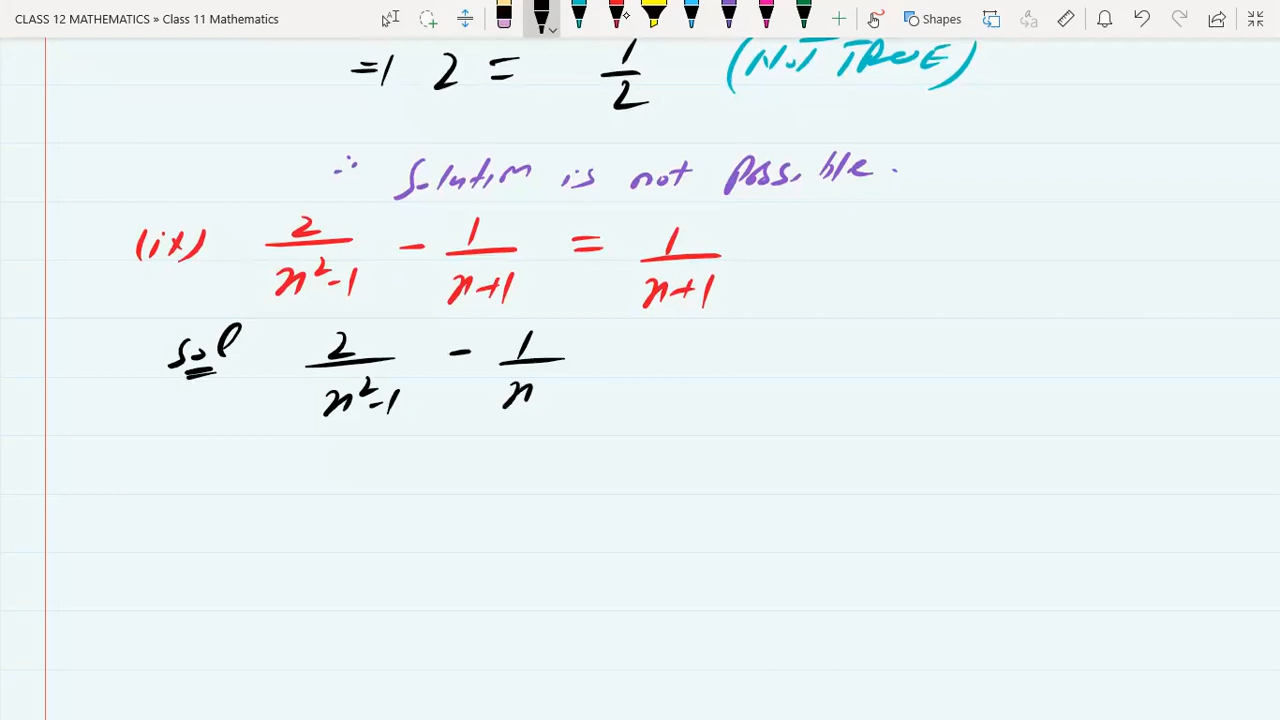 CLASS 12 MATHEMATICS » Class 11 Mathematics
Shapes
=1 2 = 1/2 (NOT TRUE)
∴ Solution is not possible.
(ix) 2/(x²-1) - 1/(x+1) = 1/(x+1)
Sol 2/(x²-1) - 1/x